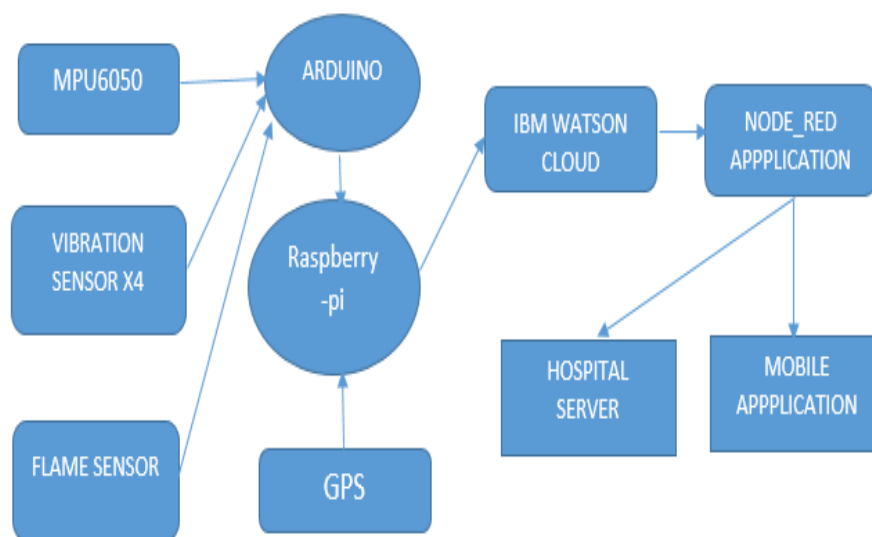 MPU6050
ARDUINO
IBM WATSON
CLOUD
NODE_RED
APPPLICATION
VIBRATION
SENSOR X4
Raspberry
-pi
HOSPITAL
SERVER
MOBILE
APPPLICATION
FLAME SENSOR
GPS